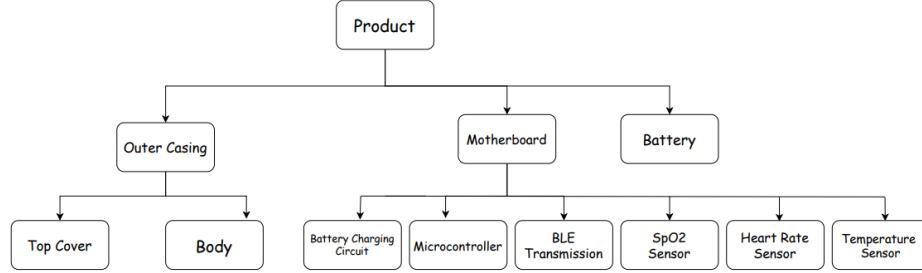 Product
Outer Casing
Motherboard
Battery
Top Cover
Body
Battery Charging
Circuit
Microcontroller
BLE
Transmission
SpO2
Sensor
Heart Rate
Sensor
Temperature
Sensor